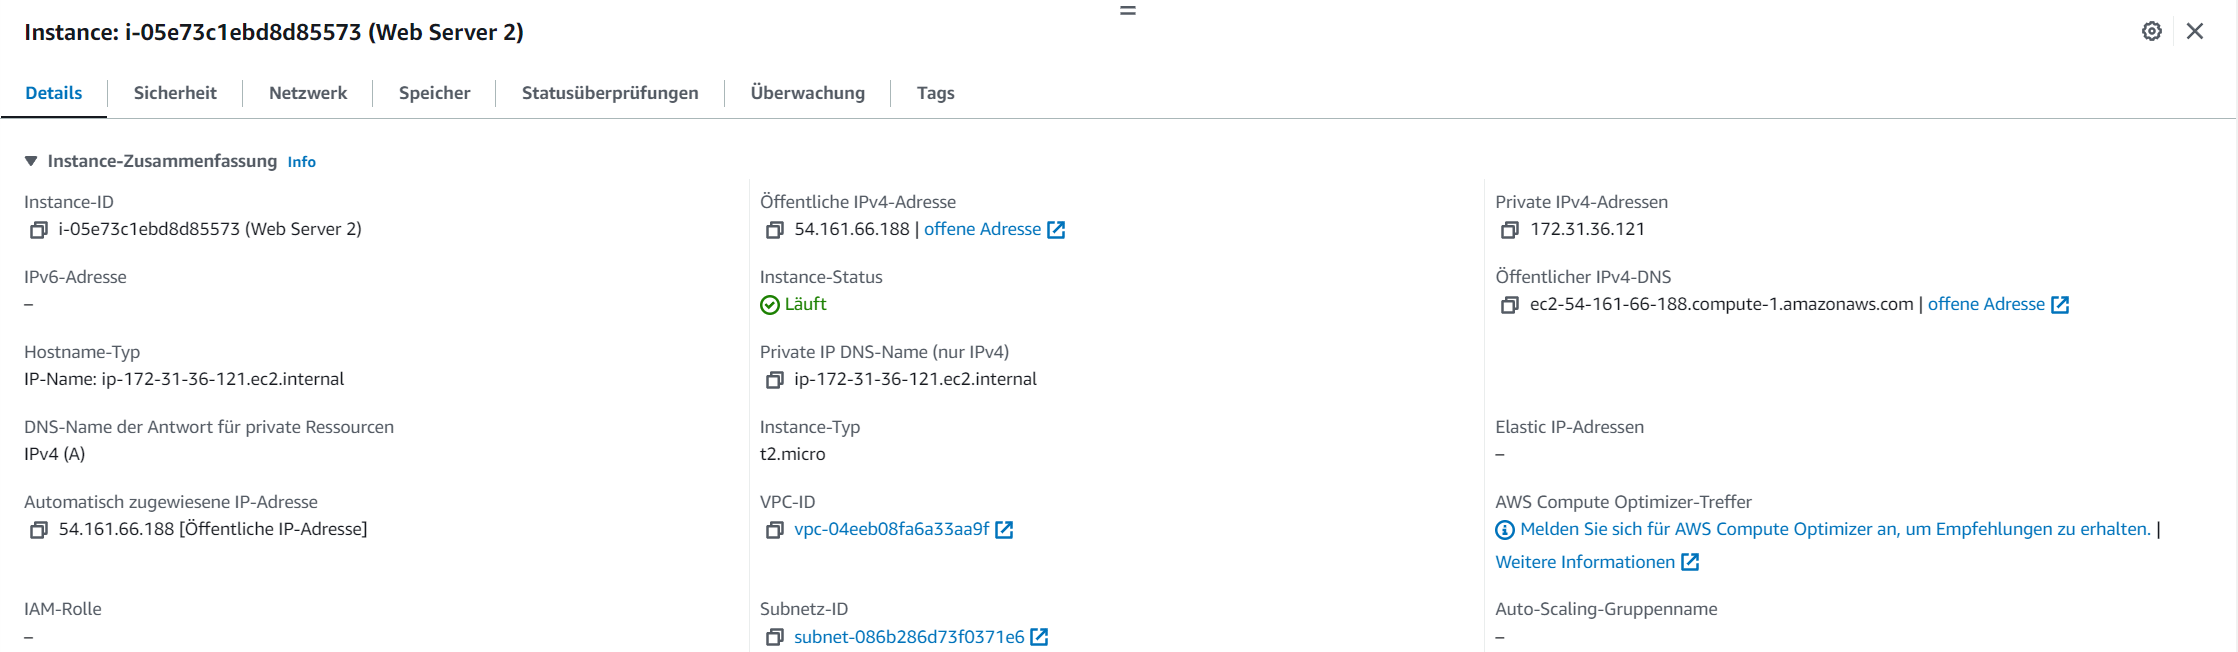 Instance: i-05e73c1ebd8d85573 (Web Server 2)
Details
Sicherheit
Netzwerk
Speicher
Statusüberprüfungen
Überwachung
Tags
Instance-Zusammenfassung Info
Instance-ID
i-05e73c1ebd8d85573 (Web Server 2)
Öffentliche IPv4-Adresse
54.161.66.188 | offene Adresse
Private IPv4-Adressen
172.31.36.121
IPv6-Adresse
–
Instance-Status
Läuft
Öffentlicher IPv4-DNS
ec2-54-161-66-188.compute-1.amazonaws.com | offene Adresse
Hostname-Typ
IP-Name: ip-172-31-36-121.ec2.internal
Private IP DNS-Name (nur IPv4)
ip-172-31-36-121.ec2.internal
DNS-Name der Antwort für private Ressourcen
IPv4 (A)
Instance-Typ
t2.micro
Elastic IP-Adressen
–
Automatisch zugewiesene IP-Adresse
54.161.66.188 [Öffentliche IP-Adresse]
VPC-ID
vpc-04eeb08fa6a33aa9f
AWS Compute Optimizer-Treffer
Melden Sie sich für AWS Compute Optimizer an, um Empfehlungen zu erhalten. |
Weitere Informationen
IAM-Rolle
–
Subnetz-ID
subnet-086b286d73f0371e6
Auto-Scaling-Gruppenname
–